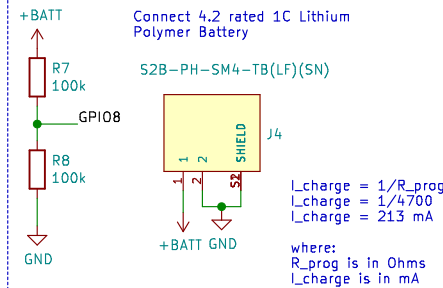 +BATT
Connect 4.2 rated 1C Lithium
Polymer Battery
R7
100k
S2B-PH-SM4-TB(LF)(SN)
GPIO8
R8
100k
J4
1
2
SHIELD
1
2
S2
+BATT
GND
GND
I_charge = 1/R_prog
I_charge = 1/4700
I_charge = 213 mA
where:
R_prog is in Ohms
I_charge is in mA